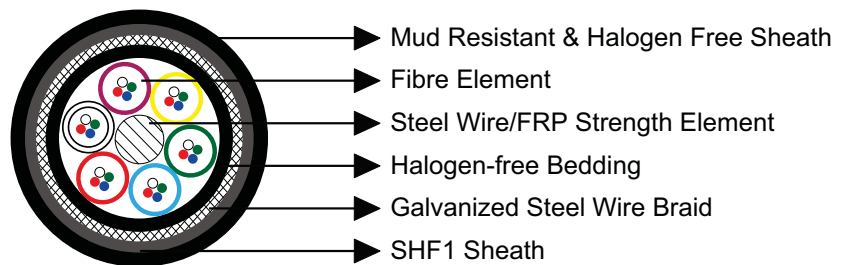 Mud Resistant & Halogen Free Sheath
Fibre Element
Steel Wire/FRP Strength Element
Halogen-free Bedding
Galvanized Steel Wire Braid
SHF1 Sheath